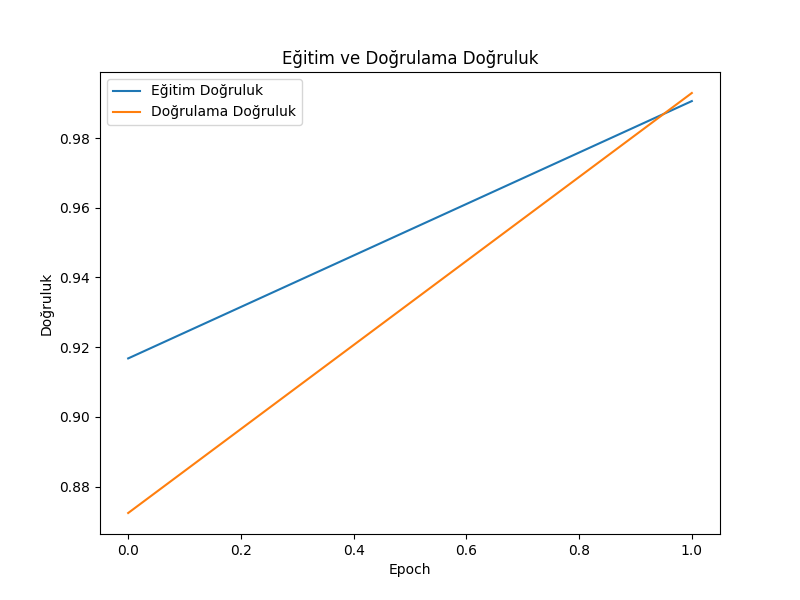 Eğitim ve Doğrulama Doğruluk
Eğitim Doğruluk
Doğrulama Doğruluk
0.98
0.96
0.94
0.92
0.90
0.88
Doğruluk
0.0 0.2 0.4 0.6 0.8 1.0
Epoch